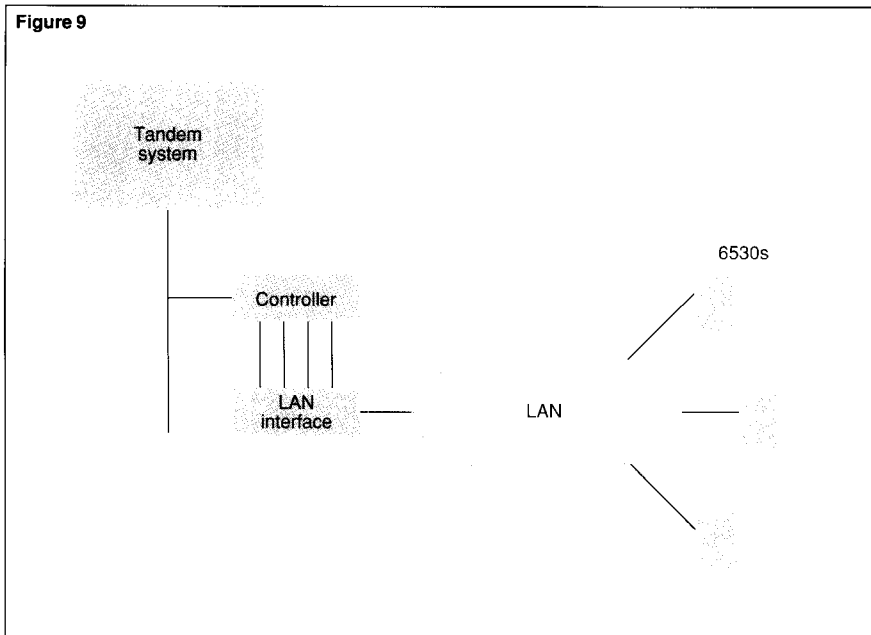 Figure 9
Tandem
system
6530s
Controller
LAN
interface
LAN